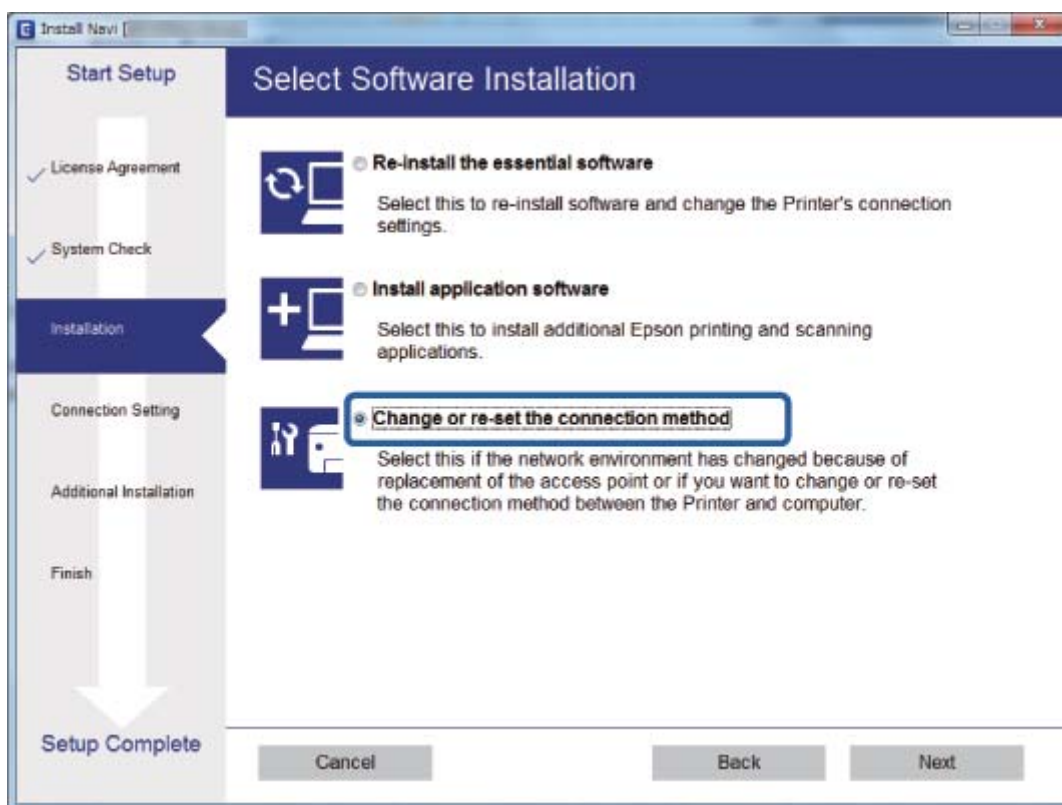 Install Navi [
Start Setup
License Agreement
System Check
Installation
Connection Setting
Additional Installation
Finish
Setup Complete
Select Software Installation
Re-install the essential software
Select this to re-install software and change the Printer's connection
settings.
Install application software
Select this to install additional Epson printing and scanning
applications.
Change or re-set the connection method
Select this if the network environment has changed because of
replacement of the access point or if you want to change or re-set
the connection method between the Printer and computer.
Cancel
Back
Next